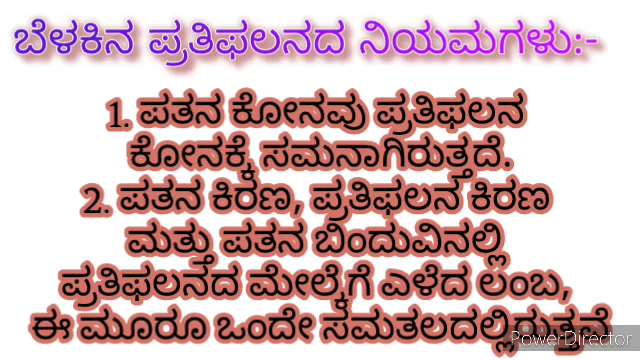 ಬೆಳಕಿನ ಪ್ರತಿಫಲನದ ನಿಯಮಗಳು:-
1. ಪತನ ಕೋನವು ಪ್ರತಿಫಲನ
ಕೋನಕ್ಕೆ ಸಮನಾಗಿರುತ್ತದೆ.
2. ಪತನ ಕಿರಣ, ಪ್ರತಿಫಲನ ಕಿರಣ
ಮತ್ತು ಪತನ ಬಿಂದುವಿನಲ್ಲಿ
ಪ್ರತಿಫಲನದ ಮೇಲ್ಮೈಗೆ ಎಳೆದ ಲಂಬ,
ಈ ಮೂರೂ ಒಂದೇ ಸಮತಲದಲ್ಲಿರುತ್ತವೆ
PowerDirector